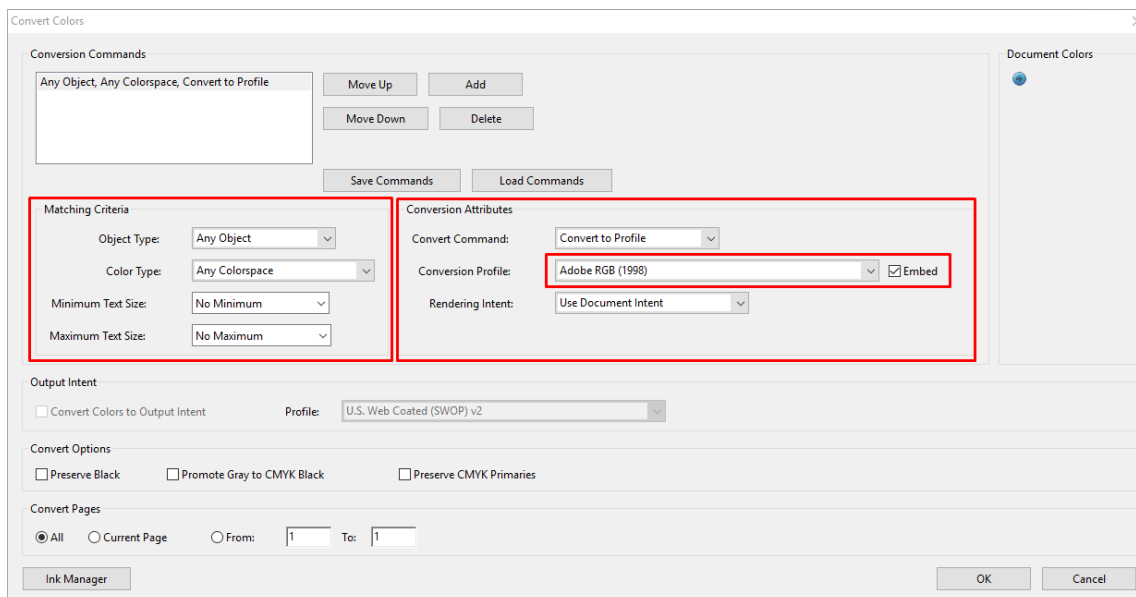 Convert Colors
Conversion Commands
Document Colors
Any Object, Any Colorspace, Convert to Profile
Move Up
Add
Move Down
Delete
Save Commands
Load Commands
Matching Criteria
Object Type: Any Object
Color Type: Any Colorspace
Minimum Text Size: No Minimum
Maximum Text Size: No Maximum
Conversion Attributes
Convert Command: Convert to Profile
Conversion Profile: Adobe RGB (1998) Embed
Rendering Intent: Use Document Intent
Output Intent
Convert Colors to Output Intent Profile: U.S. Web Coated (SWOP) v2
Convert Options
Preserve Black Promote Gray to CMYK Black Preserve CMYK Primaries
Convert Pages
All Current Page From: 1 To: 1
Ink Manager OK Cancel